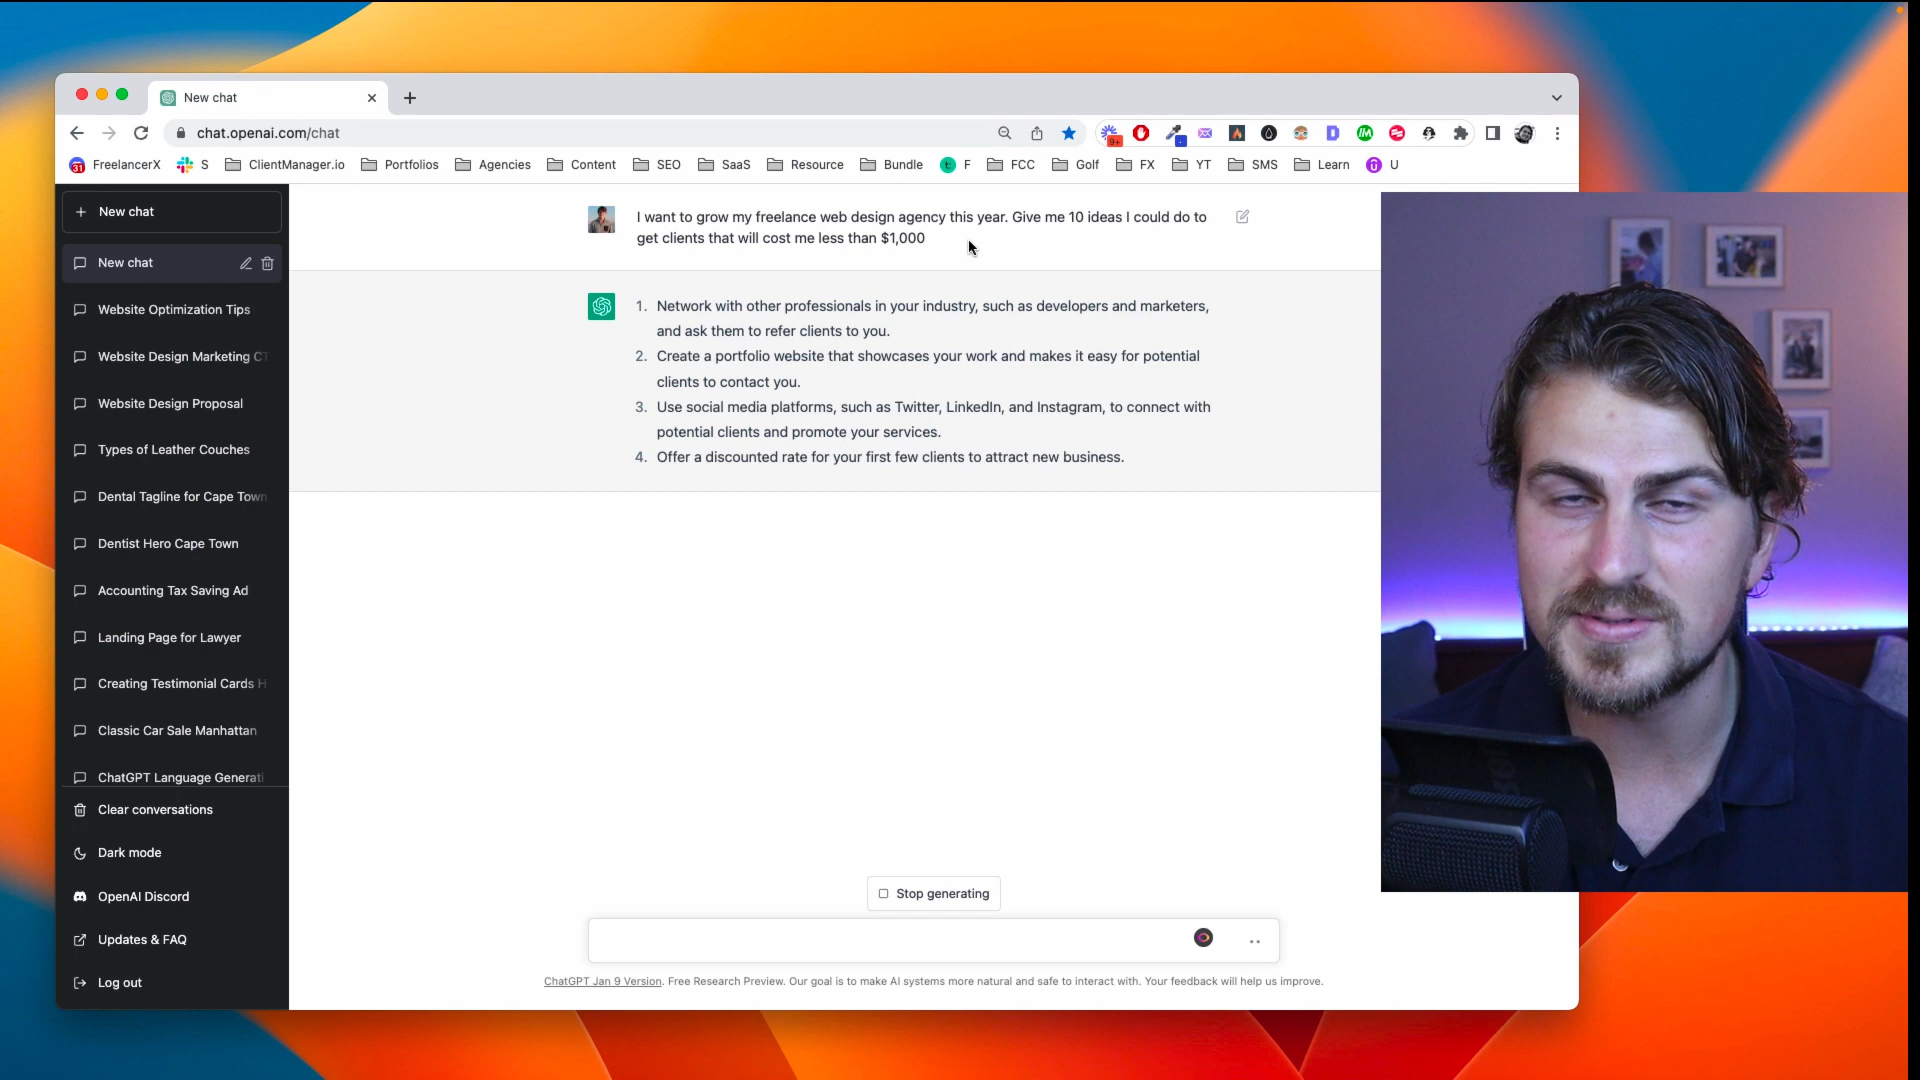 New chat
chat.openai.com/chat
9+
31 FreelancerX S ClientManager.io Portfolios Agencies Content SEO SaaS Resource Bundle t F FCC Golf FX YT SMS Learn U
New chat
New chat
Website Optimization Tips
Website Design Marketing CT
Website Design Proposal
Types of Leather Couches
Dental Tagline for Cape Town
Dentist Hero Cape Town
Accounting Tax Saving Ad
Landing Page for Lawyer
Creating Testimonial Cards H
Classic Car Sale Manhattan
ChatGPT Language Generati
Clear conversations
Dark mode
OpenAI Discord
Updates & FAQ
Log out
I want to grow my freelance web design agency this year. Give me 10 ideas I could do to
get clients that will cost me less than $1,000
1. Network with other professionals in your industry, such as developers and marketers,
and ask them to refer clients to you.
2. Create a portfolio website that showcases your work and makes it easy for potential
clients to contact you.
3. Use social media platforms, such as Twitter, LinkedIn, and Instagram, to connect with
potential clients and promote your services.
4. Offer a discounted rate for your first few clients to attract new business.
Stop generating
ChatGPT Jan 9 Version. Free Research Preview. Our goal is to make AI systems more natural and safe to interact with. Your feedback will help us improve.